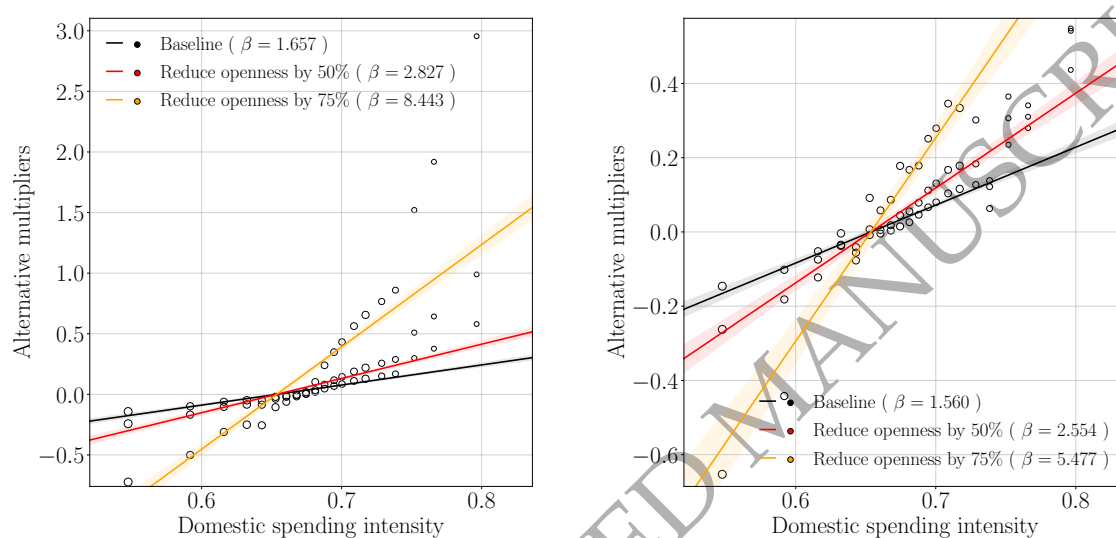 3.0
2.5
2.0
1.5
1.0
0.5
0.0
−0.5
Alternative multipliers
Baseline ( β = 1.657 )
Reduce openness by 50% ( β = 2.827 )
Reduce openness by 75% ( β = 8.443 )
0.6 0.7 0.8
Domestic spending intensity
0.4
0.2
0.0
−0.2
−0.4
−0.6
Alternative multipliers
Baseline ( β = 1.560 )
Reduce openness by 50% ( β = 2.554 )
Reduce openness by 75% ( β = 5.477 )
0.6 0.7 0.8
Domestic spending intensity
ED MANUSCRI